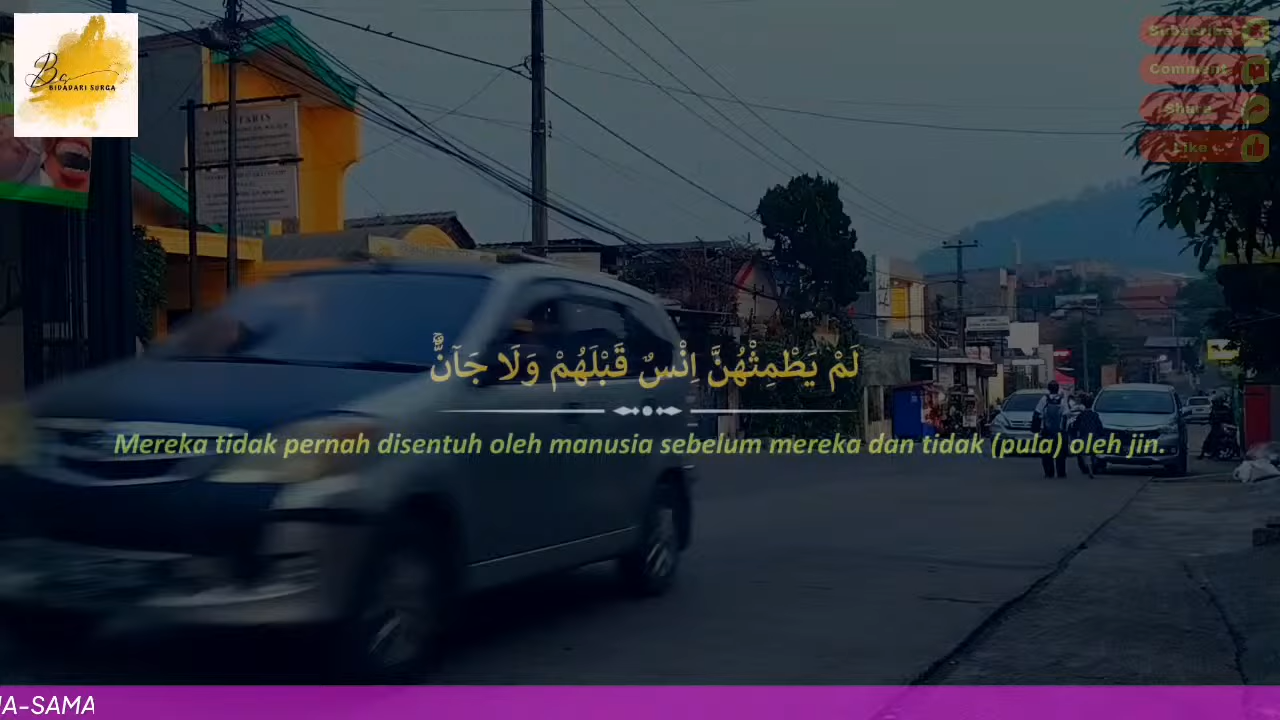 Bs
BIDADARI SURGA
Subscribe
Comment
Share
Like
لَمْ يَطْمِثْهُنَّ اِنْسٌ قَبْلَهُمْ وَلَا جَاۤنٌّۚ
Mereka tidak pernah disentuh oleh manusia sebelum mereka dan tidak (pula) oleh jin.
A-SAMA